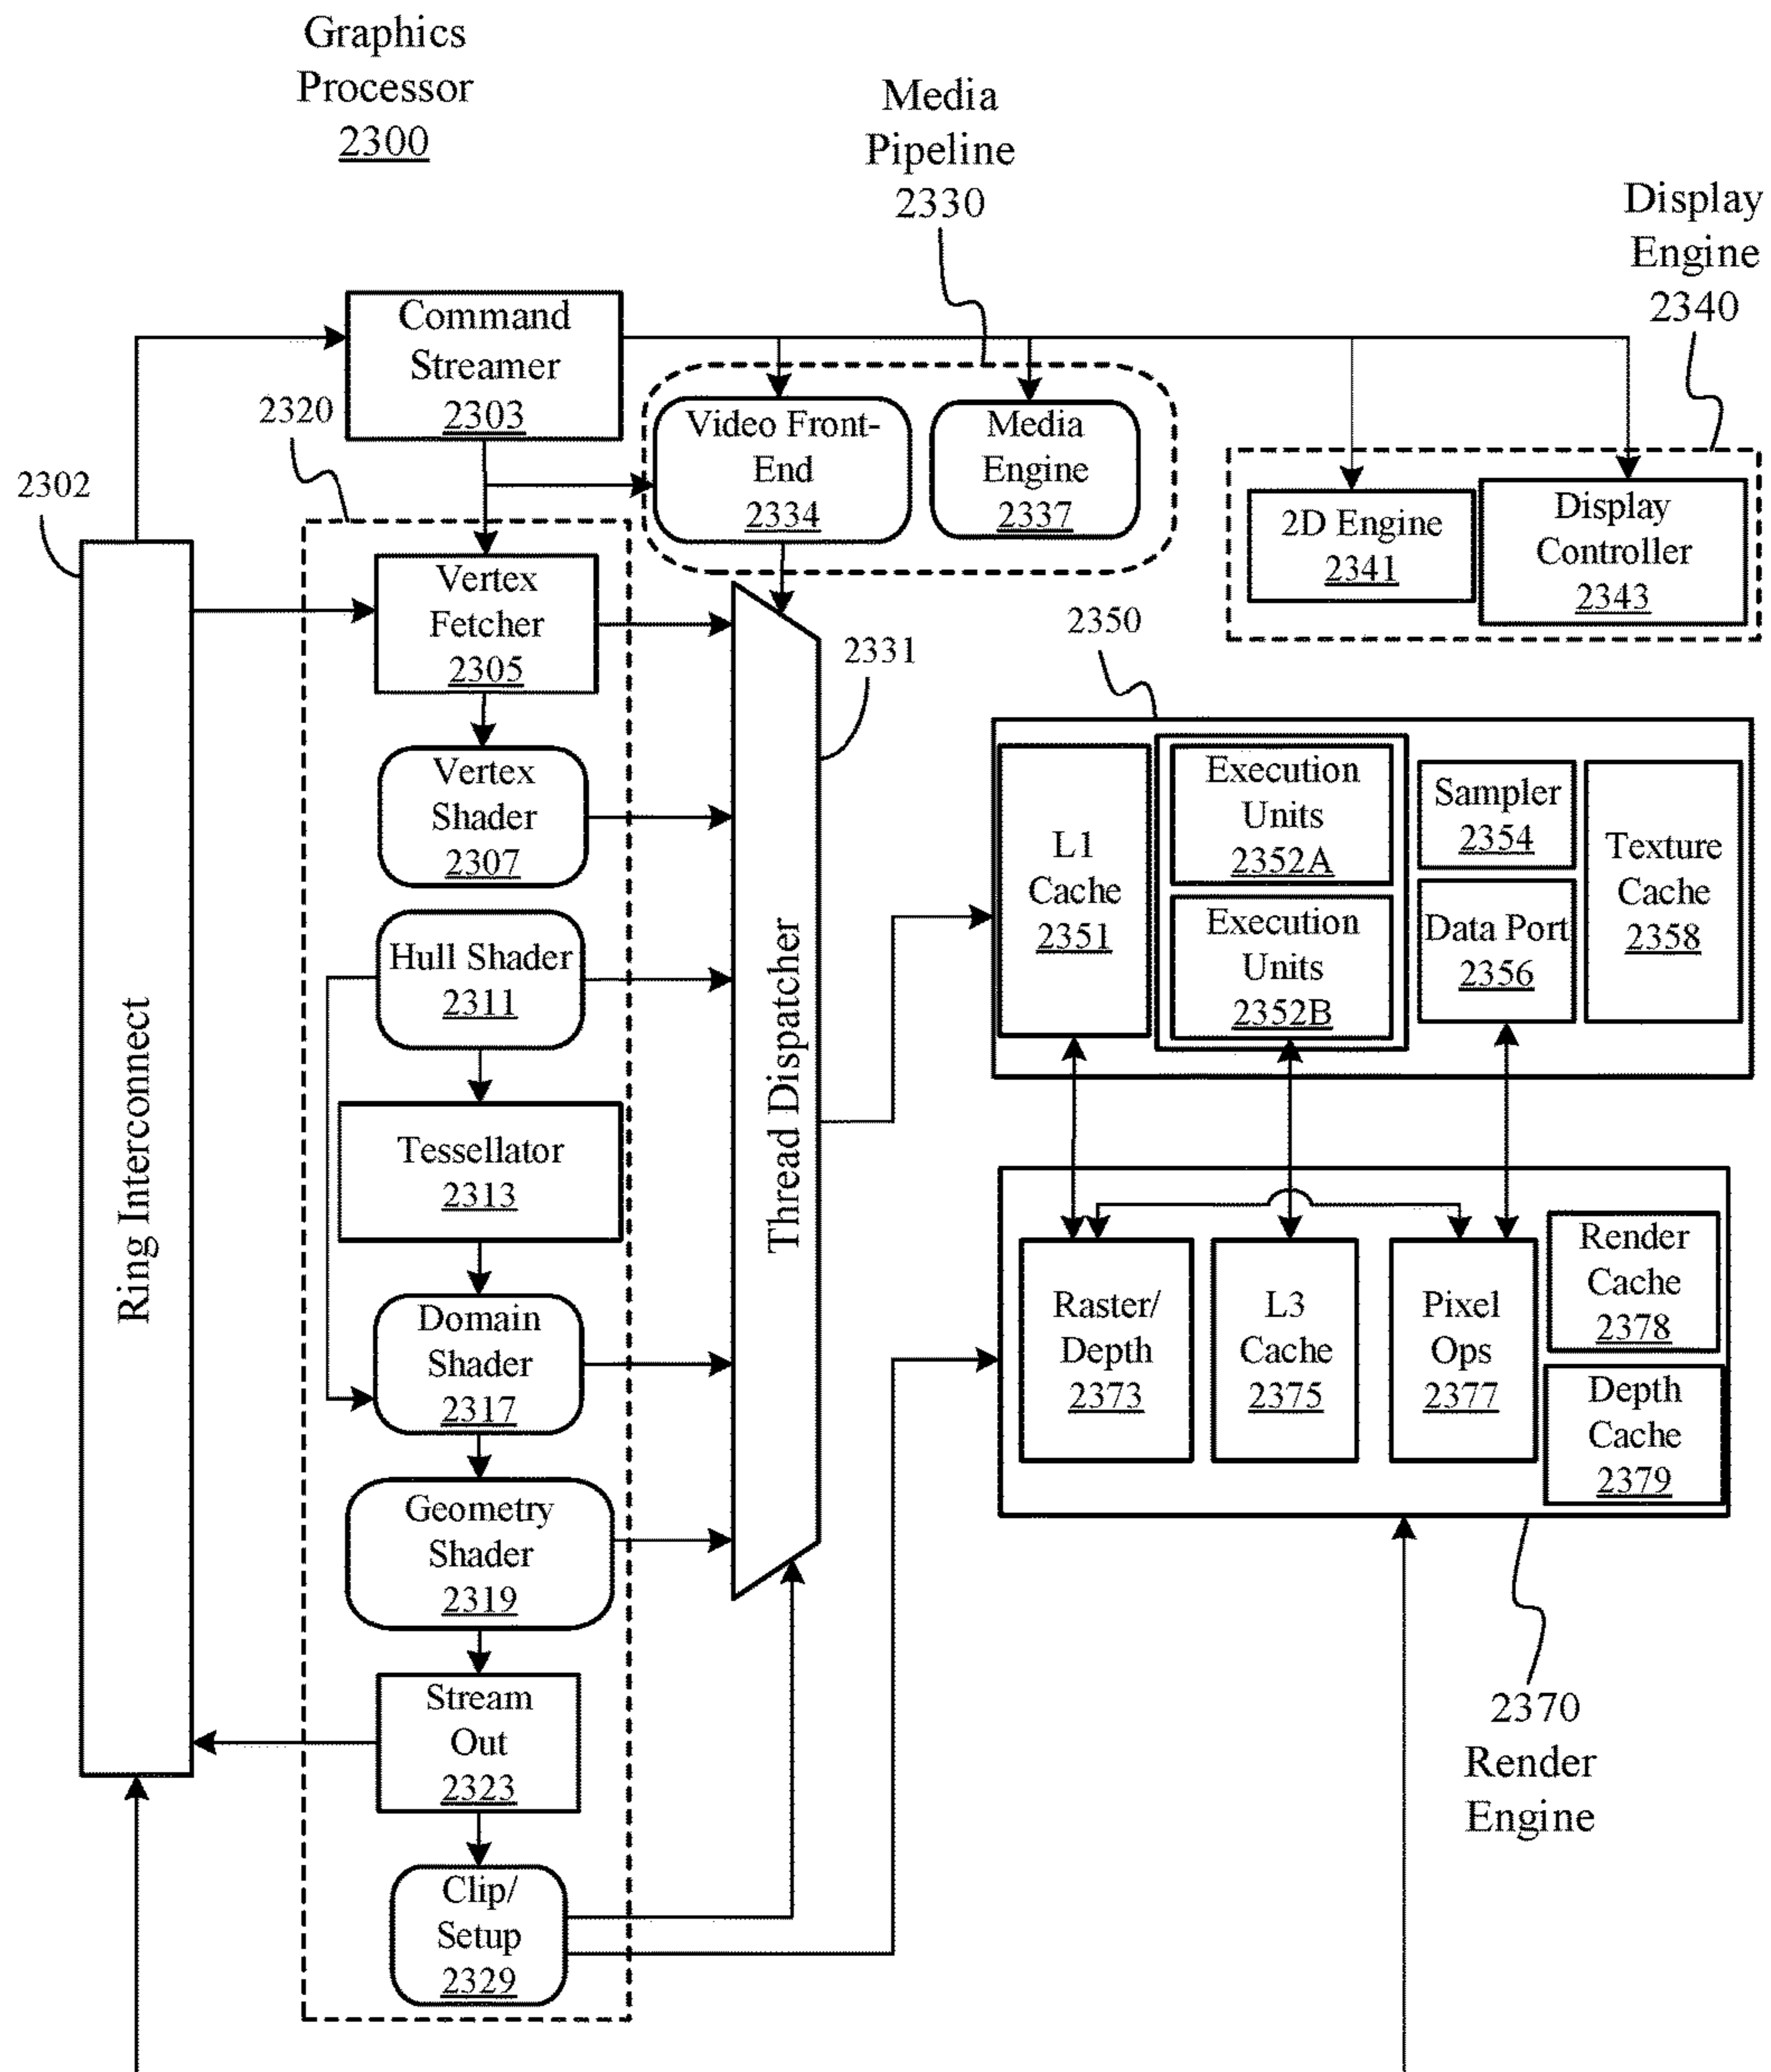 Graphics
Processor
2300
Media
Pipeline
2330
Display
Engine
2340
Command
Streamer
2303
2320
2302
Video Front-
End
2334
Media
Engine
2337
2D Engine
2341
Display
Controller
2343
Vertex
Fetcher
2305
2331
2350
Vertex
Shader
2307
Hull Shader
2311
Tessellator
2313
Domain
Shader
2317
Geometry
Shader
2319
Stream
Out
2323
Clip/
Setup
2329
Ring Interconnect
Thread Dispatcher
L1
Cache
2351
Execution
Units
2352A
Execution
Units
2352B
Sampler
2354
Data Port
2356
Texture
Cache
2358
Raster/
Depth
2373
L3
Cache
2375
Pixel
Ops
2377
Render
Cache
2378
Depth
Cache
2379
2370
Render
Engine